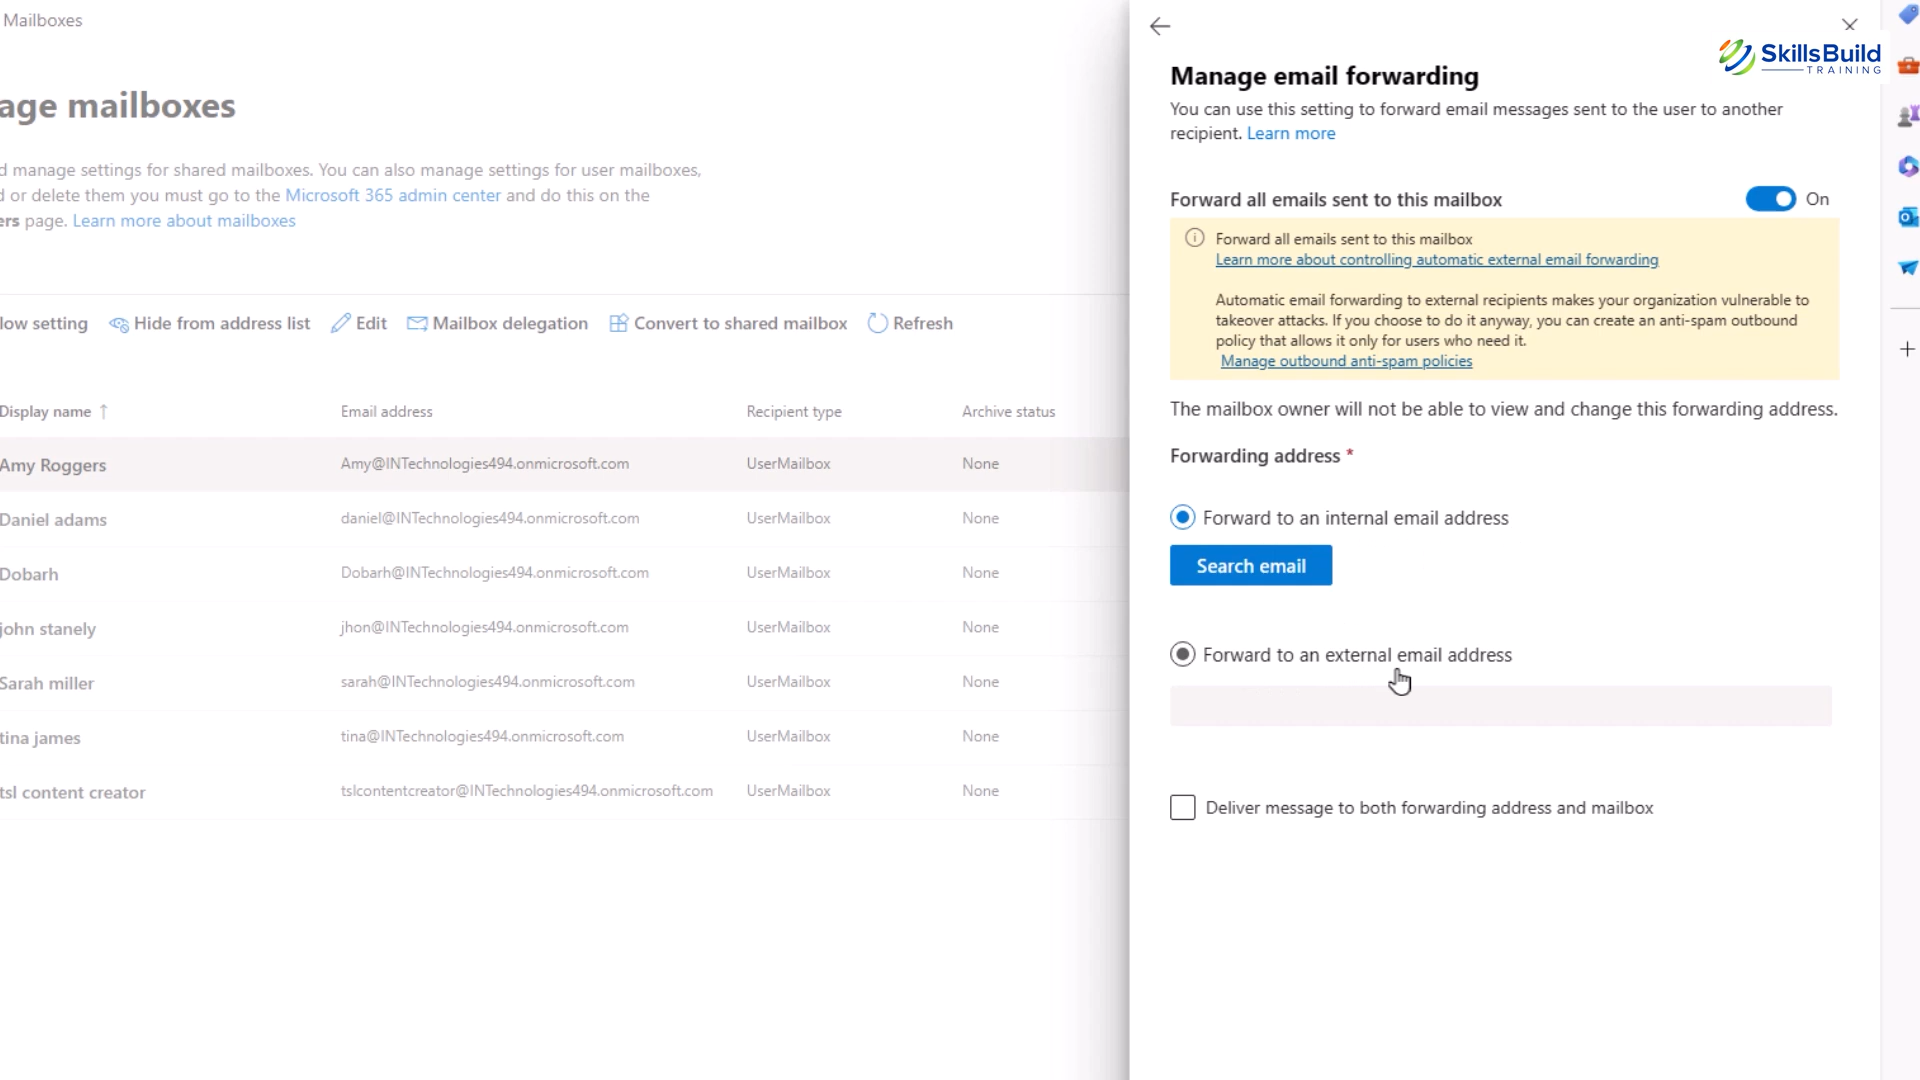 Mailboxes
age mailboxes
d manage settings for shared mailboxes. You can also manage settings for user mailboxes,
d or delete them you must go to the Microsoft 365 admin center and do this on the
ers page. Learn more about mailboxes
low setting Hide from address list Edit Mailbox delegation Convert to shared mailbox Refresh
Display name ↑ Email address Recipient type Archive status
Amy Roggers Amy@INTechnologies494.onmicrosoft.com UserMailbox None
Daniel adams daniel@INTechnologies494.onmicrosoft.com UserMailbox None
Dobarh Dobarh@INTechnologies494.onmicrosoft.com UserMailbox None
john stanely jhon@INTechnologies494.onmicrosoft.com UserMailbox None
Sarah miller sarah@INTechnologies494.onmicrosoft.com UserMailbox None
tina james tina@INTechnologies494.onmicrosoft.com UserMailbox None
tsl content creator tslcontentcreator@INTechnologies494.onmicrosoft.com UserMailbox None
SkillsBuild
TRAINING
Manage email forwarding
You can use this setting to forward email messages sent to the user to another
recipient. Learn more
Forward all emails sent to this mailbox On
Forward all emails sent to this mailbox
Learn more about controlling automatic external email forwarding
Automatic email forwarding to external recipients makes your organization vulnerable to
takeover attacks. If you choose to do it anyway, you can create an anti-spam outbound
policy that allows it only for users who need it.
Manage outbound anti-spam policies
The mailbox owner will not be able to view and change this forwarding address.
Forwarding address *
Forward to an internal email address
Search email
Forward to an external email address
Deliver message to both forwarding address and mailbox